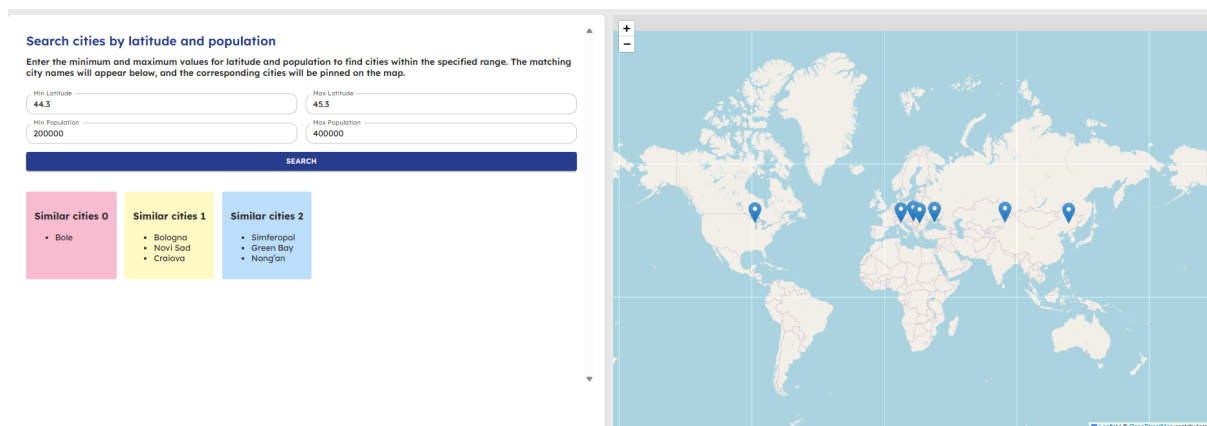 Search cities by latitude and population
Enter the minimum and maximum values for latitude and population to find cities within the specified range. The matching
city names will appear below, and the corresponding cities will be pinned on the map.
Min Latitude
44.3
Max Latitude
45.3
Min Population
200000
Max Population
400000
SEARCH
Similar cities 0
• Bole
Similar cities 1
• Bologna
• Novi Sad
• Craiova
Similar cities 2
• Simferopol
• Green Bay
• Nong'an
+
−